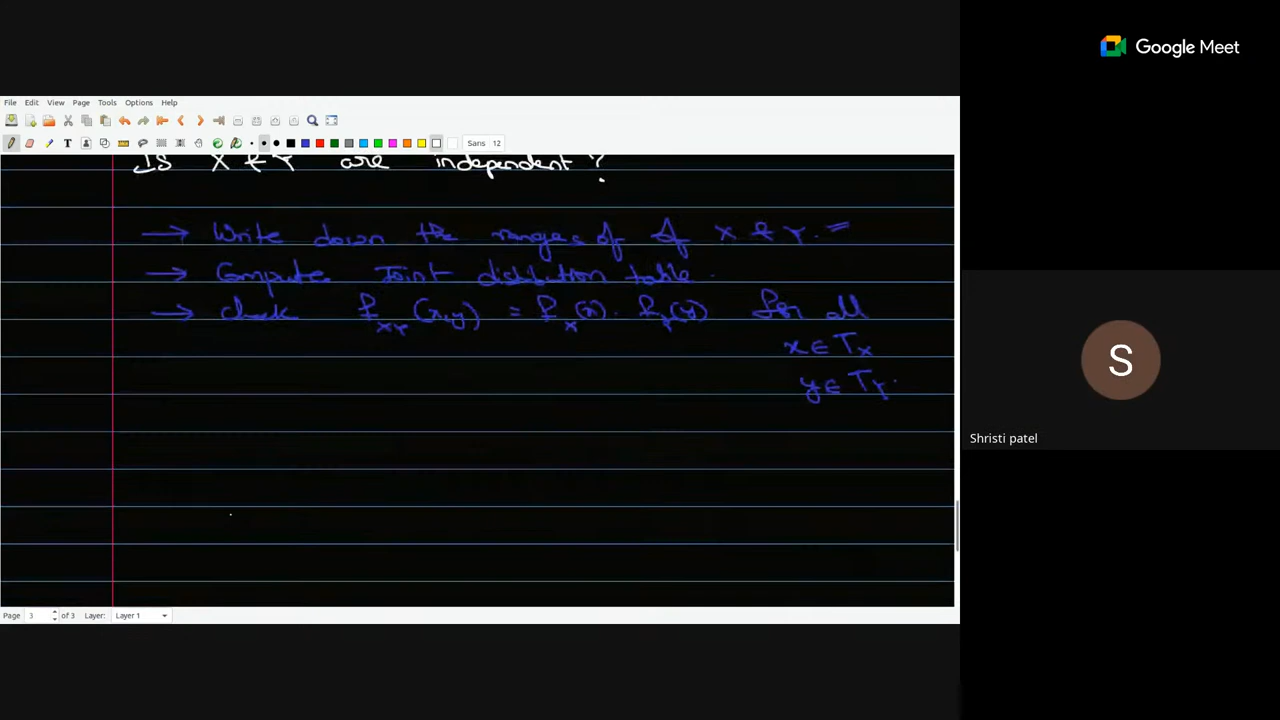 Google Meet
File Edit View Page Tools Options Help
Sans 12
Is X & Y are independent ?
→ Write down the ranges of of X & Y.
→ Compute Joint distibution table.
→ check f_XY(x,y) = f_X(x) . f_Y(y) for all
x ∈ T_X
y ∈ T_Y.
S
Shristi patel
Page 3 of 3 Layer: Layer 1